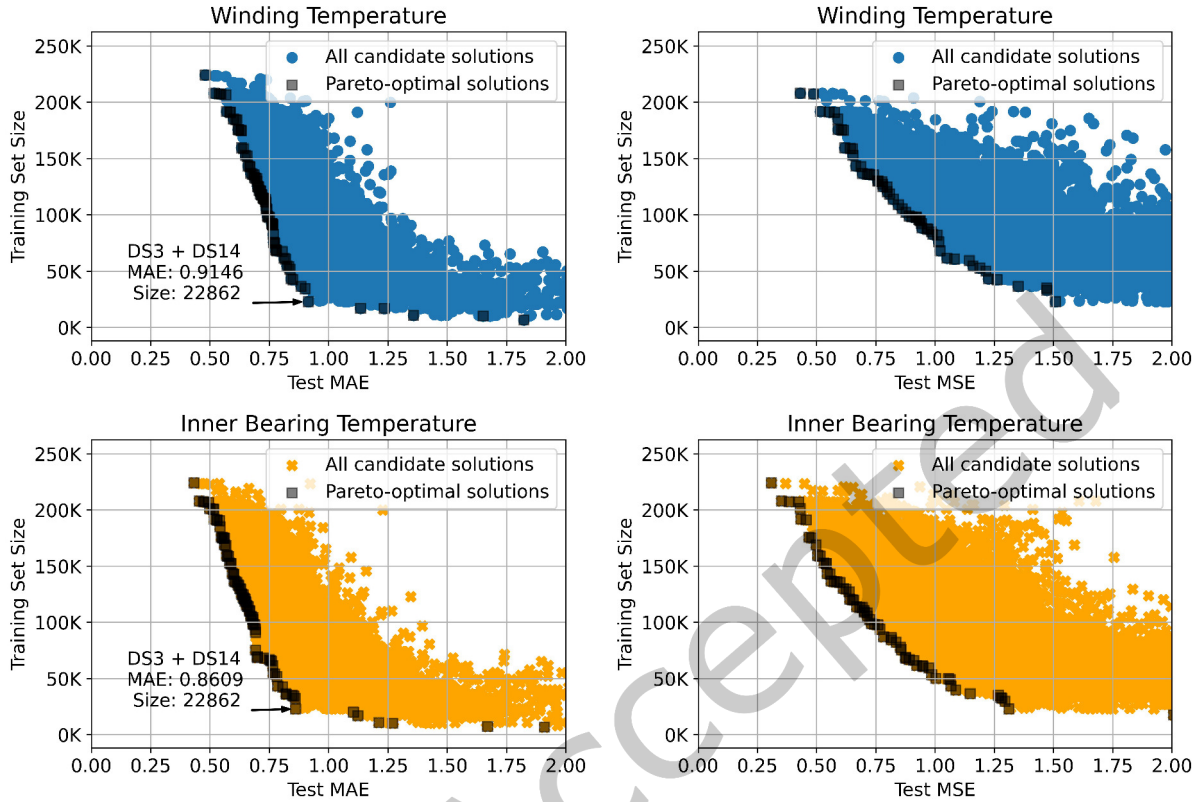 Winding Temperature
250K
200K
150K
100K
50K
0K
Training Set Size
All candidate solutions
Pareto-optimal solutions
DS3 + DS14
MAE: 0.9146
Size: 22862
0.00 0.25 0.50 0.75 1.00 1.25 1.50 1.75 2.00
Test MAE
Winding Temperature
250K
200K
150K
100K
50K
0K
Training Set Size
All candidate solutions
Pareto-optimal solutions
0.00 0.25 0.50 0.75 1.00 1.25 1.50 1.75 2.00
Test MSE
Inner Bearing Temperature
250K
200K
150K
100K
50K
0K
Training Set Size
All candidate solutions
Pareto-optimal solutions
DS3 + DS14
MAE: 0.8609
Size: 22862
0.00 0.25 0.50 0.75 1.00 1.25 1.50 1.75 2.00
Test MAE
Inner Bearing Temperature
250K
200K
150K
100K
50K
0K
Training Set Size
All candidate solutions
Pareto-optimal solutions
0.00 0.25 0.50 0.75 1.00 1.25 1.50 1.75 2.00
Test MSE
Accepted